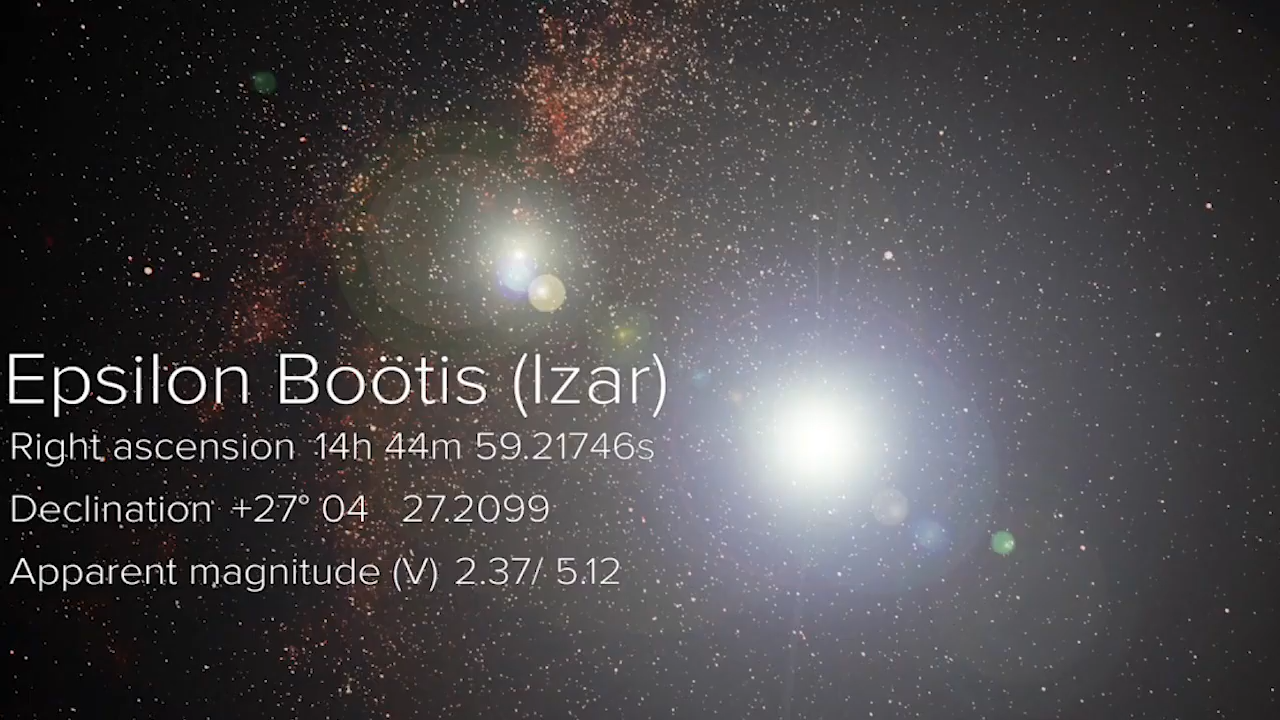 Epsilon Boötis (Izar)
Right ascension 14h 44m 59.21746s
Declination +27° 04 27.2099
Apparent magnitude (V) 2.37/ 5.12